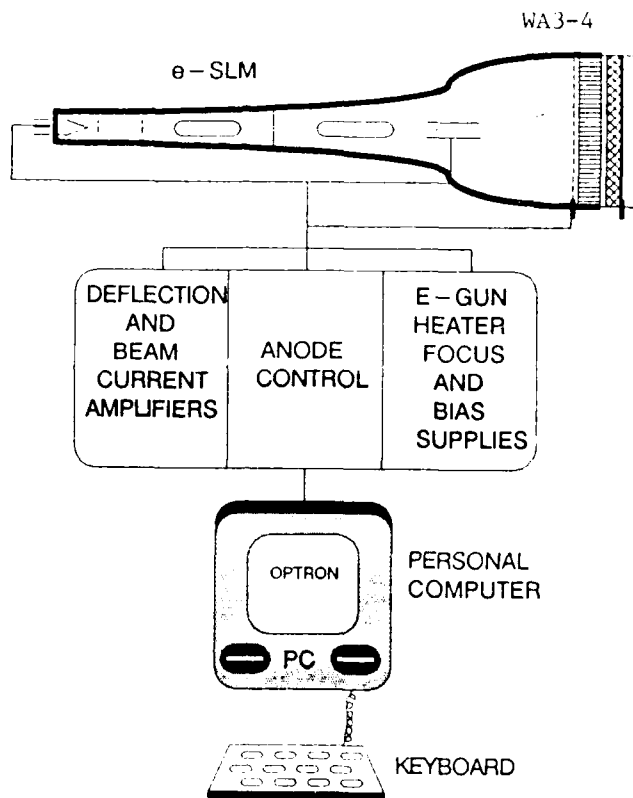 WA3-4
e-SLM
DEFLECTION
AND
BEAM
CURRENT
AMPLIFIERS
ANODE
CONTROL
E-GUN
HEATER
FOCUS
AND
BIAS
SUPPLIES
OPTRON
PC
PERSONAL
COMPUTER
KEYBOARD